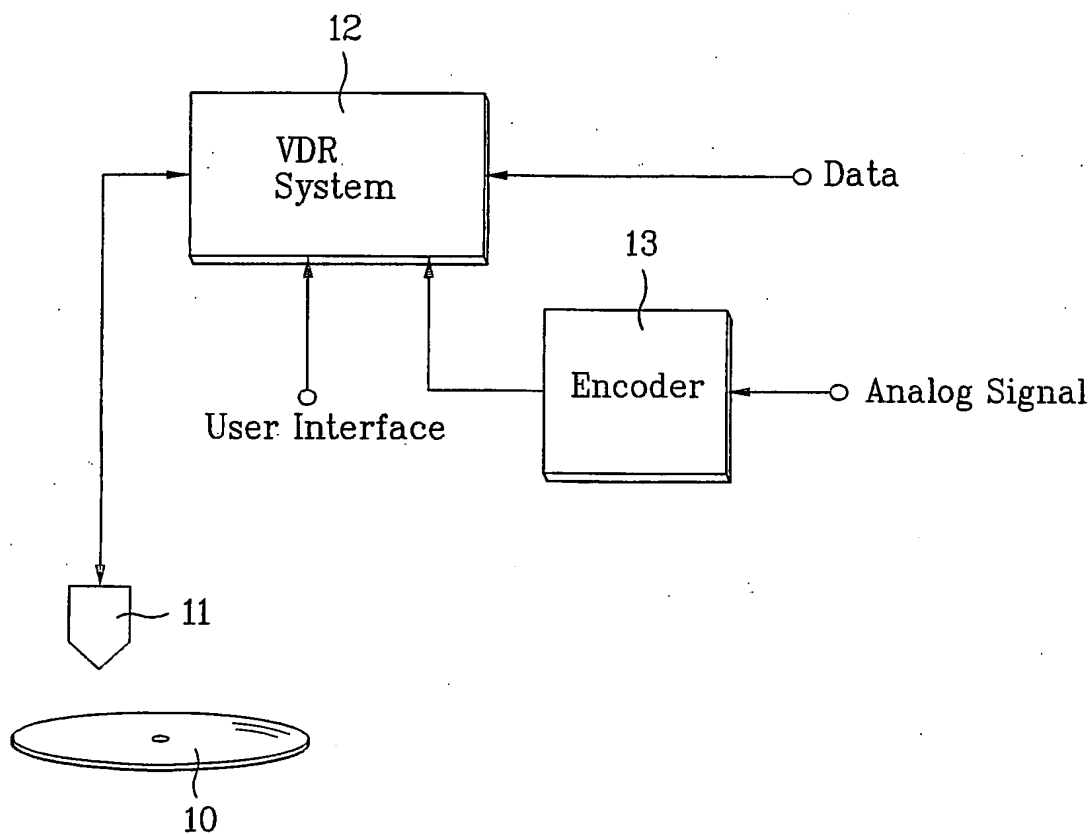 12
VDR
System
Data
13
Encoder
Analog Signal
User Interface
11
10